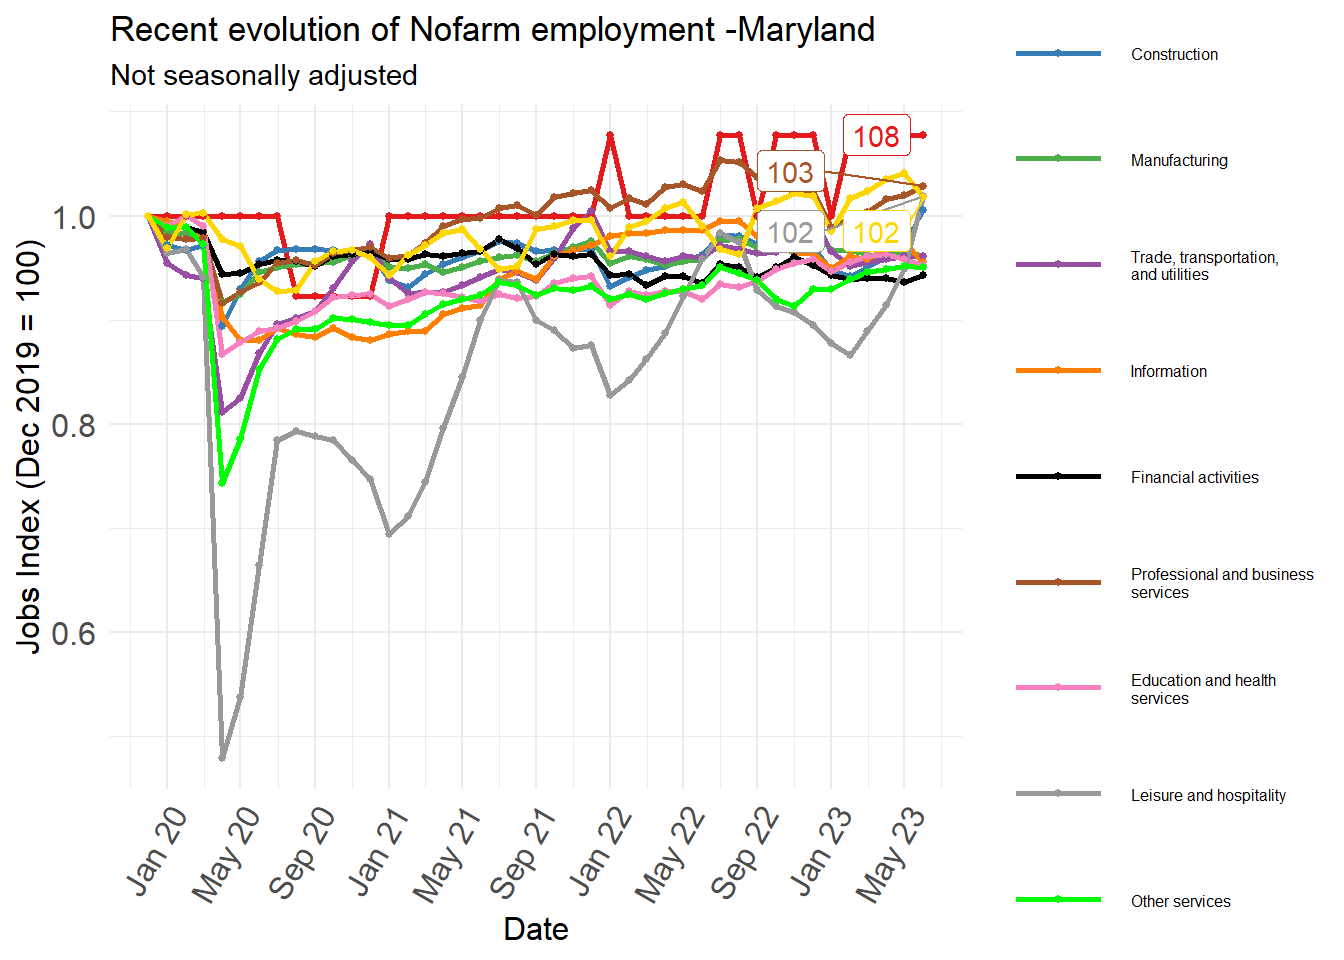 Recent evolution of Nofarm employment -Maryland
Not seasonally adjusted
108
103
102
102
1.0
0.8
0.6
Jobs Index (Dec 2019 = 100)
Jan 20
May 20
Sep 20
Jan 21
May 21
Sep 21
Jan 22
May 22
Sep 22
Jan 23
May 23
Date
Construction
Manufacturing
Trade, transportation,
and utilities
Information
Financial activities
Professional and business
services
Education and health
services
Leisure and hospitality
Other services